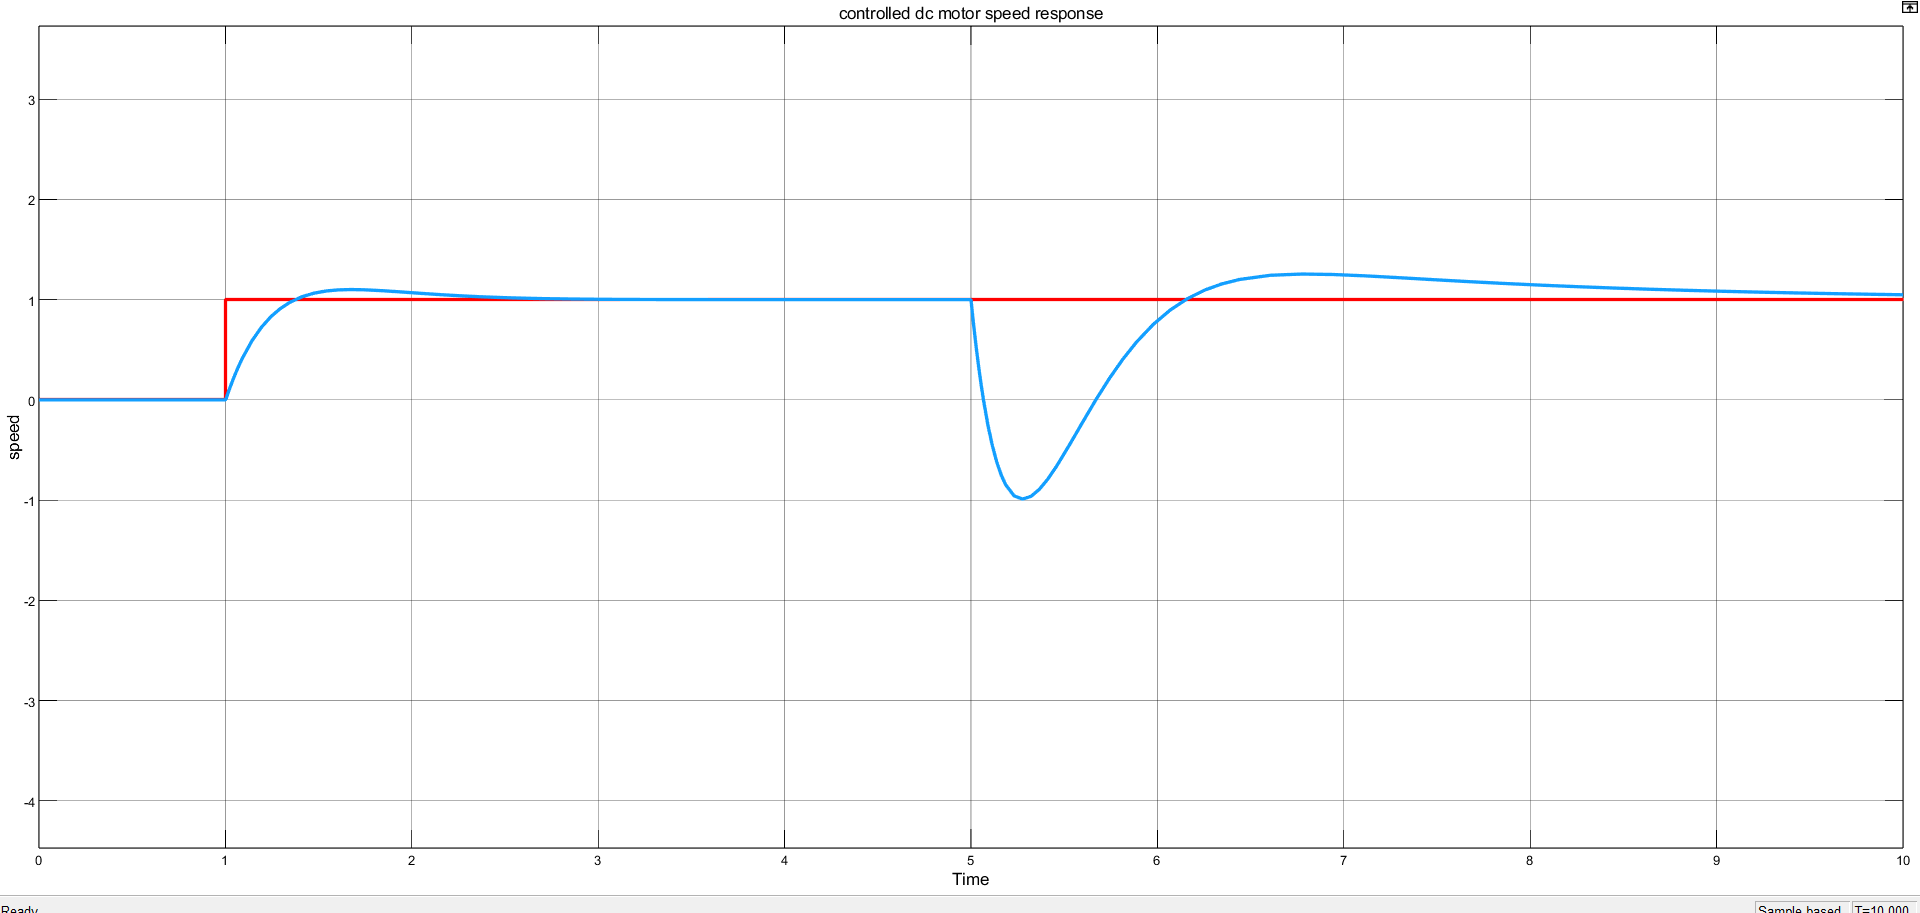 controlled dc motor speed response
3
2
1
0
-1
-2
-3
-4
speed
0 1 2 3 4 5 6 7 8 9 10
Time
Ready
Sample based T=10.000